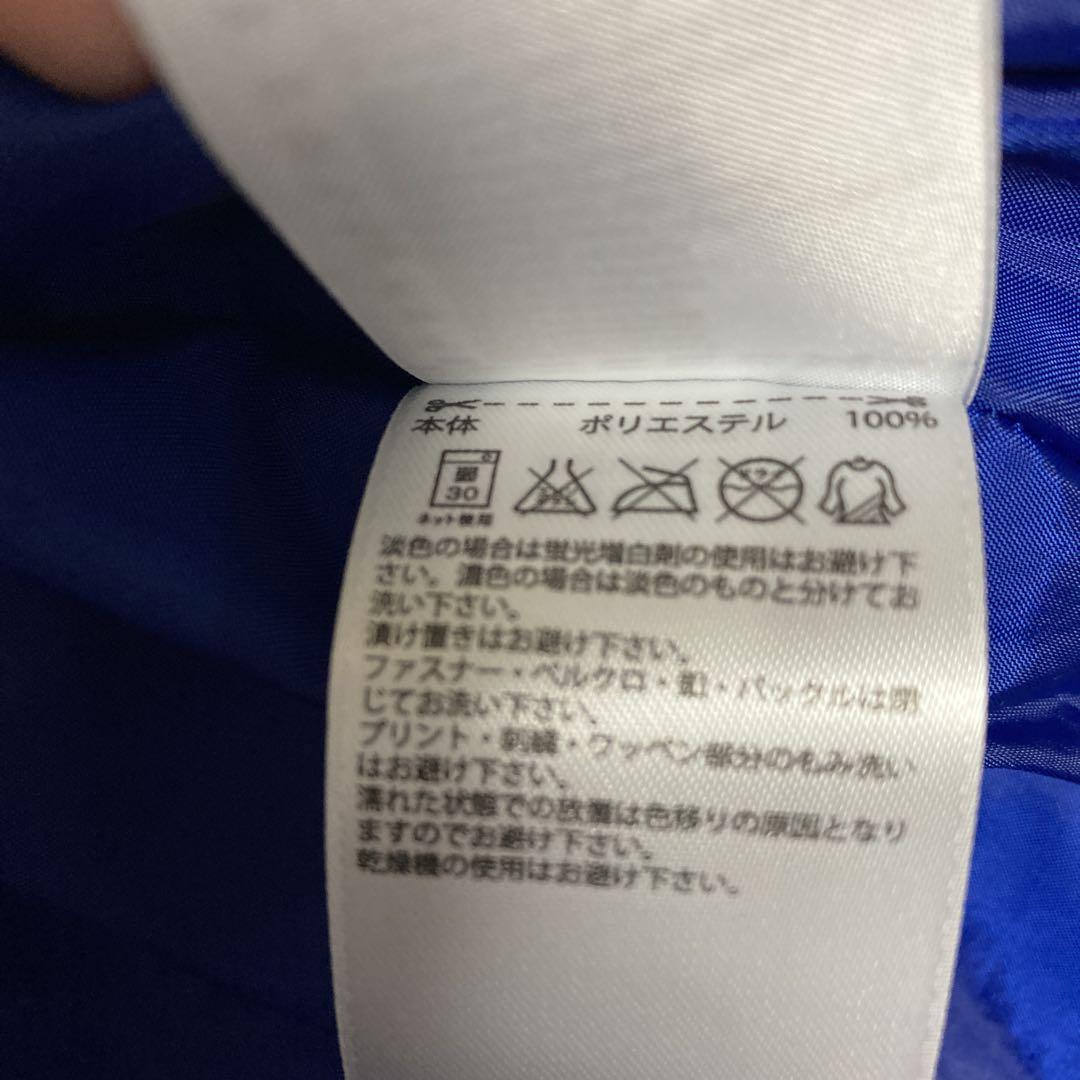 本体 ポリエステル 100%
弱
30
ネット使用
エンソ
ドライ
淡色の場合は蛍光増白剤の使用はお避け下
さい。濃色の場合は淡色のものと分けてお
洗い下さい。
漬け置きはお避け下さい。
ファスナー・ベルクロ・釦・バックルは閉
じてお洗い下さい。
プリント・刺繍・ワッペン部分のもみ洗い
はお避け下さい。
濡れた状態での放置は色移りの原因となり
ますのでお避け下さい。
乾燥機の使用はお避け下さい。